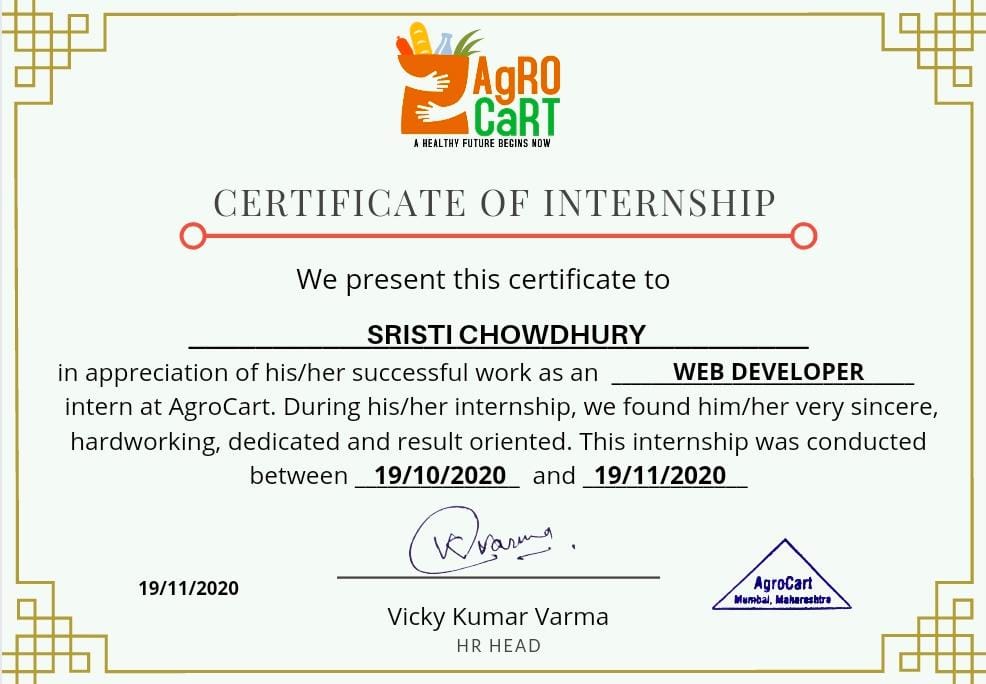 AgRO
CaRT
A HEALTHY FUTURE BEGINS NOW
CERTIFICATE OF INTERNSHIP
We present this certificate to
SRISTI CHOWDHURY
in appreciation of his/her successful work as an WEB DEVELOPER
intern at AgroCart. During his/her internship, we found him/her very sincere,
hardworking, dedicated and result oriented. This internship was conducted
between 19/10/2020 and 19/11/2020
KVarma
19/11/2020
AgroCart
Mumbai, Maharashtra
Vicky Kumar Varma
HR HEAD